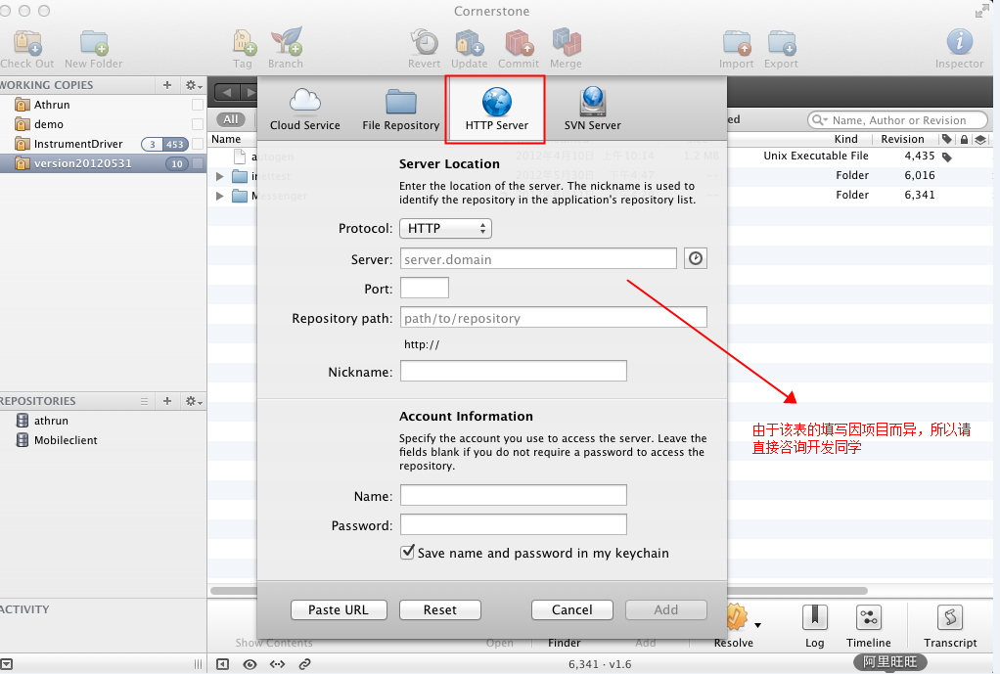 Cornerstone
Check Out
New Folder
Tag
Branch
Revert
Update
Commit
Merge
Import
Export
Inspector
WORKING COPIES
Athrun
demo
InstrumentDriver
3
453
version20120531
10
REPOSITORIES
athrun
Mobileclient
ACTIVITY
All
Name, Author or Revision
Name
Kind
Revision
2012年4月10日 上午10:14
1.2 MB
Unix Executable File
4,435
Folder
6,016
Messenger
Folder
6,341
Cloud Service
File Repository
HTTP Server
SVN Server
Server Location
Enter the location of the server. The nickname is used to
identify the repository in the application's repository list.
Protocol:
HTTP
Server:
server.domain
Port:
Repository path:
path/to/repository
http://
Nickname:
Account Information
Specify the account you use to access the server. Leave the
fields blank if you do not require a password to access the
repository.
Name:
Password:
Save name and password in my keychain
Paste URL
Reset
Cancel
Add
由于该表的填写因项目而异，所以请
直接咨询开发同学
Show Contents
Open
Finder
Add
Resolve
Log
Timeline
Transcript
6,341 · v1.6
阿里旺旺